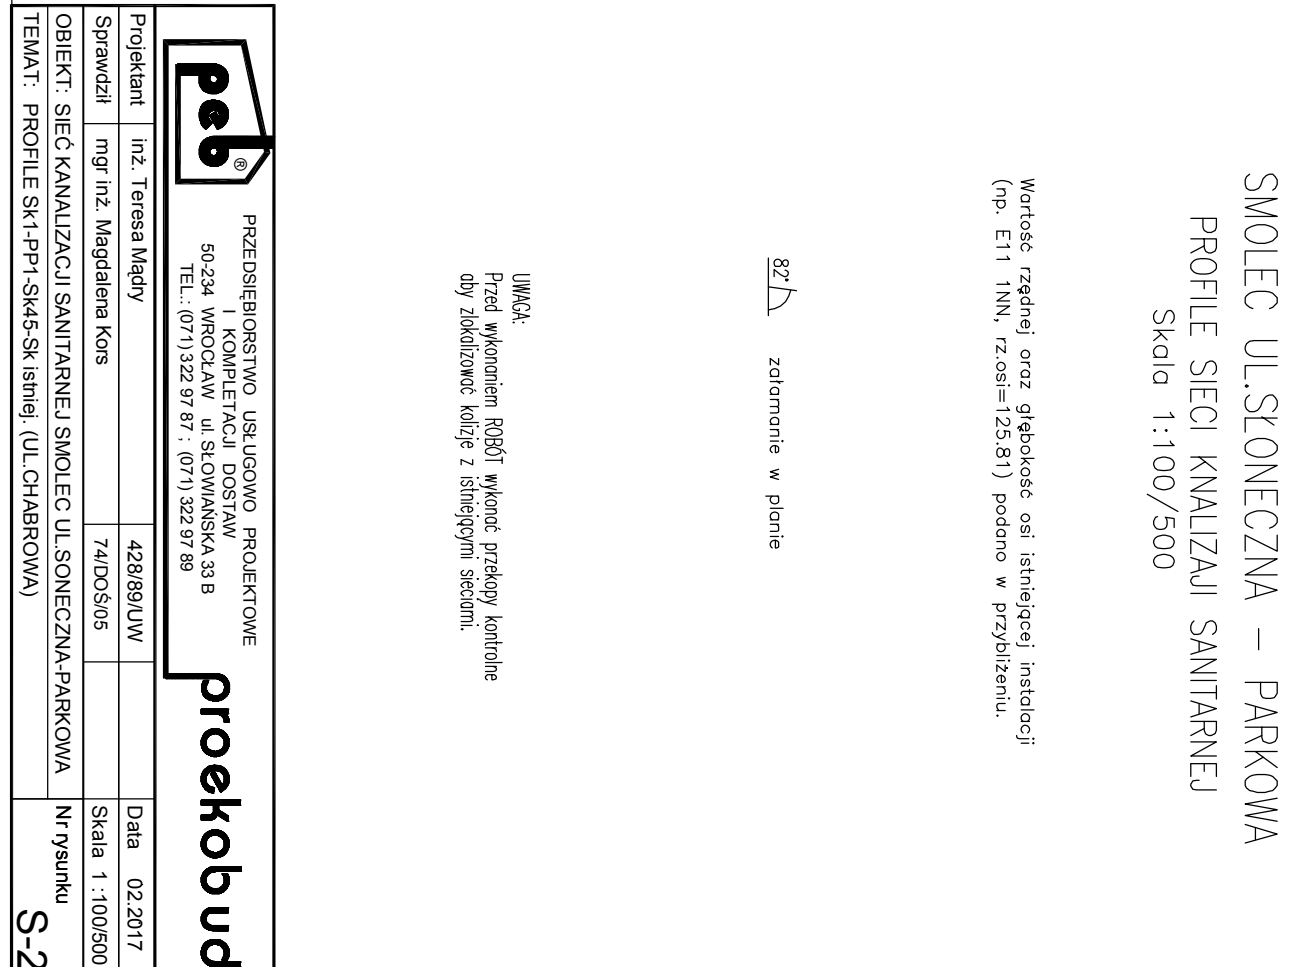 SMOLEC UL.SŁONECZNA – PARKOWA
PROFILE SIECI KNALIZAJI SANITARNEJ
Skala 1:100/500
Wartość rzędnej oraz głębokość osi istniejącej instalacji
(np. E11 1NN, rz.osi=125.81) podano w przybliżeniu.
82° załamanie w planie
UWAGA:
Przed wykonaniem ROBÓT wykonać przekopy kontrolne
aby zlokalizować kolizje z istniejącymi sieciami.
peb ®
PRZEDSIĘBIORSTWO USŁUGOWO PROJEKTOWE
I KOMPLETACJI DOSTAW
50-234 WROCŁAW ul. SŁOWIAŃSKA 33 B
TEL.: (071) 322 97 87 ; (071) 322 97 89
proekobud
Projektant inż. Teresa Mądry 428/89/UW Data 02.2017
Sprawdził mgr inż. Magdalena Kors 74/DOŚ/05 Skala 1 :100/500
OBIEKT: SIEĆ KANALIZACJI SANITARNEJ SMOLEC UL.SONECZNA-PARKOWA
TEMAT: PROFILE Sk1-PP1-Sk45-Sk istniej. (UL.CHABROWA)
Nr rysunku
S-2